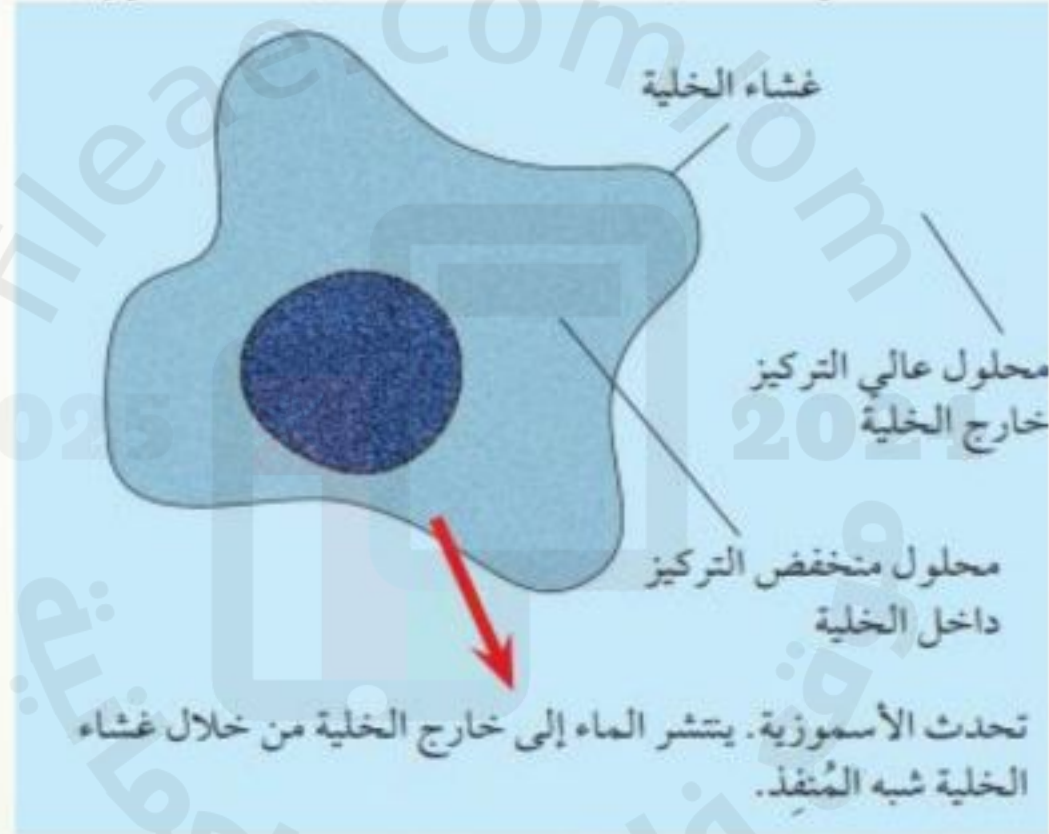 غشاء الخلية
محلول عالي التركيز
خارج الخلية
محلول منخفض التركيز
داخل الخلية
تحدث الأسموزية. ينتشر الماء إلى خارج الخلية من خلال غشاء
الخلية شبه المُنفِذ.